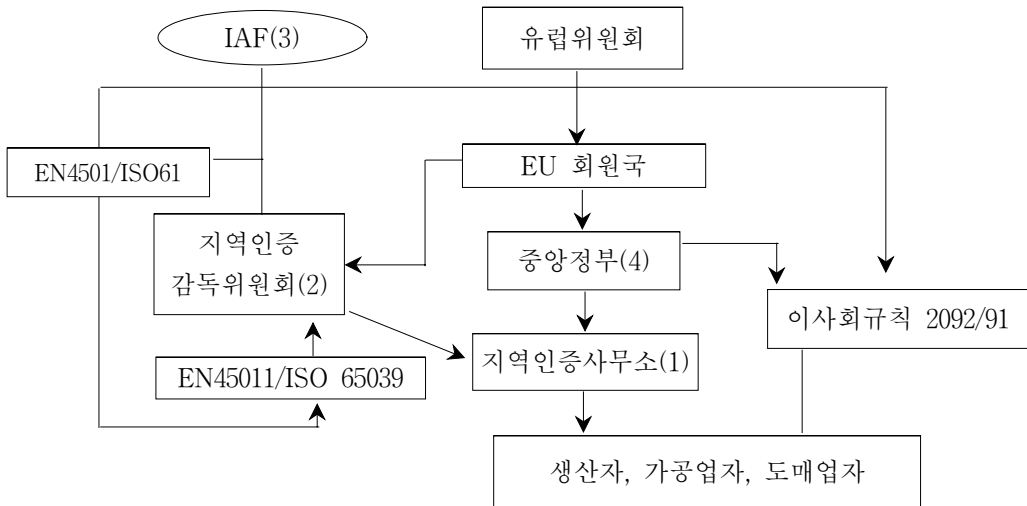 IAF(3)
유럽위원회
EN4501/ISO61
EU 회원국
지역인증
감독위원회(2)
중앙정부(4)
이사회규칙 2092/91
EN45011/ISO 65039
지역인증사무소(1)
생산자, 가공업자, 도매업자